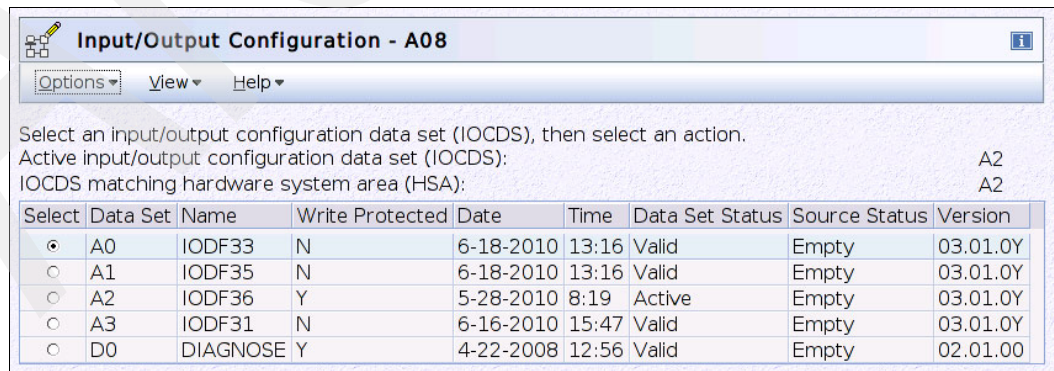 Input/Output Configuration - A08
i
Options View Help
Select an input/output configuration data set (IOCDS), then select an action.
Active input/output configuration data set (IOCDS): A2
IOCDS matching hardware system area (HSA): A2
Select Data Set Name Write Protected Date Time Data Set Status Source Status Version
A0 IODF33 N 6-18-2010 13:16 Valid Empty 03.01.0Y
A1 IODF35 N 6-18-2010 13:16 Valid Empty 03.01.0Y
A2 IODF36 Y 5-28-2010 8:19 Active Empty 03.01.0Y
A3 IODF31 N 6-16-2010 15:47 Valid Empty 03.01.0Y
D0 DIAGNOSE Y 4-22-2008 12:56 Valid Empty 02.01.00